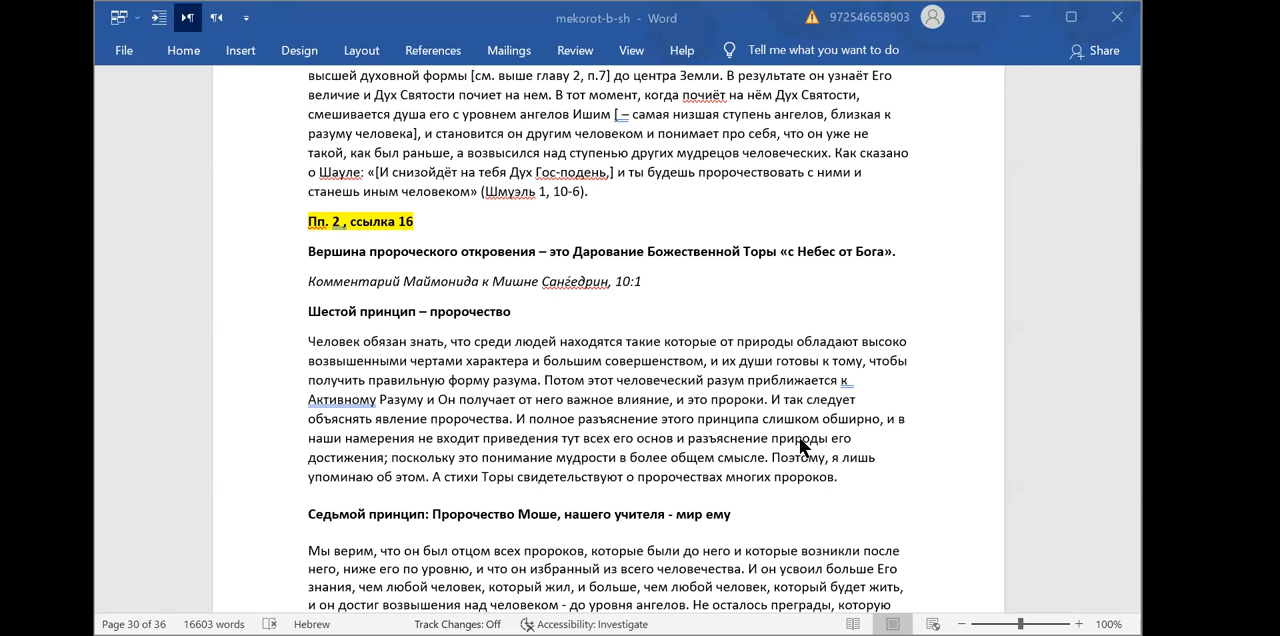 mekorot-b-sh - Word
972546658903
File Home Insert Design Layout References Mailings Review View Help Tell me what you want to do Share
высшей духовной формы [см. выше главу 2, п.7] до центра Земли. В результате он узнаёт Его
величие и Дух Святости почиет на нем. В тот момент, когда почиёт на нём Дух Святости,
смешивается душа его с уровнем ангелов Ишим [ – самая низшая ступень ангелов, близкая к
разуму человека], и становится он другим человеком и понимает про себя, что он уже не
такой, как был раньше, а возвысился над ступенью других мудрецов человеческих. Как сказано
о Шауле: «[И снизойдёт на тебя Дух Гос-подень,] и ты будешь пророчествовать с ними и
станешь иным человеком» (Шмуэль 1, 10-6).
Пп. 2 , ссылка 16
Вершина пророческого откровения – это Дарование Божественной Торы «с Небес от Бога».
Комментарий Маймонида к Мишне Санѓедрин, 10:1
Шестой принцип – пророчество
Человек обязан знать, что среди людей находятся такие которые от природы обладают высоко
возвышенными чертами характера и большим совершенством, и их души готовы к тому, чтобы
получить правильную форму разума. Потом этот человеческий разум приближается к
Активному Разуму и Он получает от него важное влияние, и это пророки. И так следует
объяснять явление пророчества. И полное разъяснение этого принципа слишком обширно, и в
наши намерения не входит приведения тут всех его основ и разъяснение природы его
достижения; поскольку это понимание мудрости в более общем смысле. Поэтому, я лишь
упоминаю об этом. А стихи Торы свидетельствуют о пророчествах многих пророков.
Седьмой принцип: Пророчество Моше, нашего учителя - мир ему
Мы верим, что он был отцом всех пророков, которые были до него и которые возникли после
него, ниже его по уровню, и что он избранный из всего человечества. И он усвоил больше Его
знания, чем любой человек, который жил, и больше, чем любой человек, который будет жить,
и он достиг возвышения над человеком - до уровня ангелов. Не осталось преграды, которую
Page 30 of 36 16603 words Hebrew Track Changes: Off Accessibility: Investigate 100%